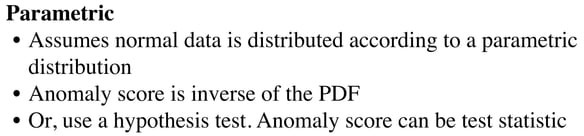 Parametric
• Assumes normal data is distributed according to a parametric
distribution
• Anomaly score is inverse of the PDF
• Or, use a hypothesis test. Anomaly score can be test statistic